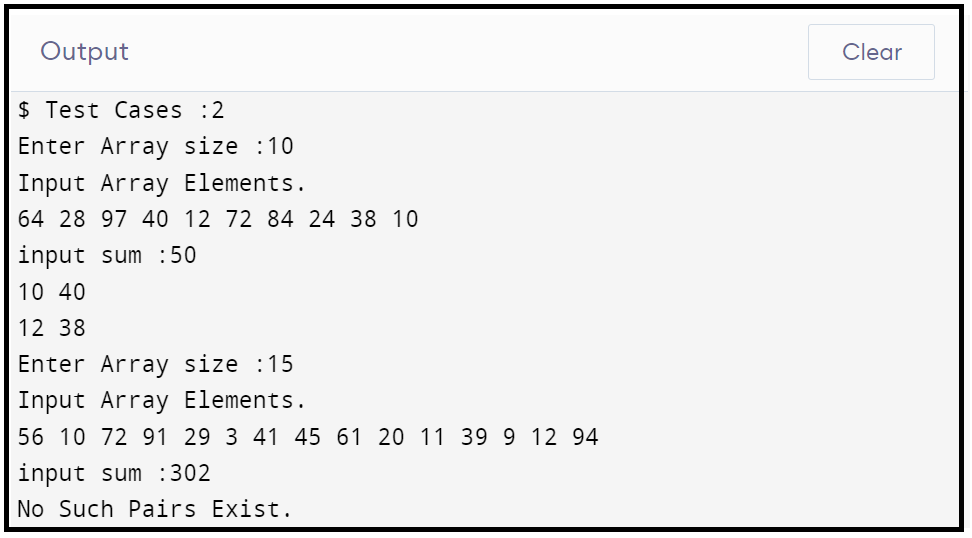 Output Clear
$ Test Cases :2
Enter Array size :10
Input Array Elements.
64 28 97 40 12 72 84 24 38 10
input sum :50
10 40
12 38
Enter Array size :15
Input Array Elements.
56 10 72 91 29 3 41 45 61 20 11 39 9 12 94
input sum :302
No Such Pairs Exist.